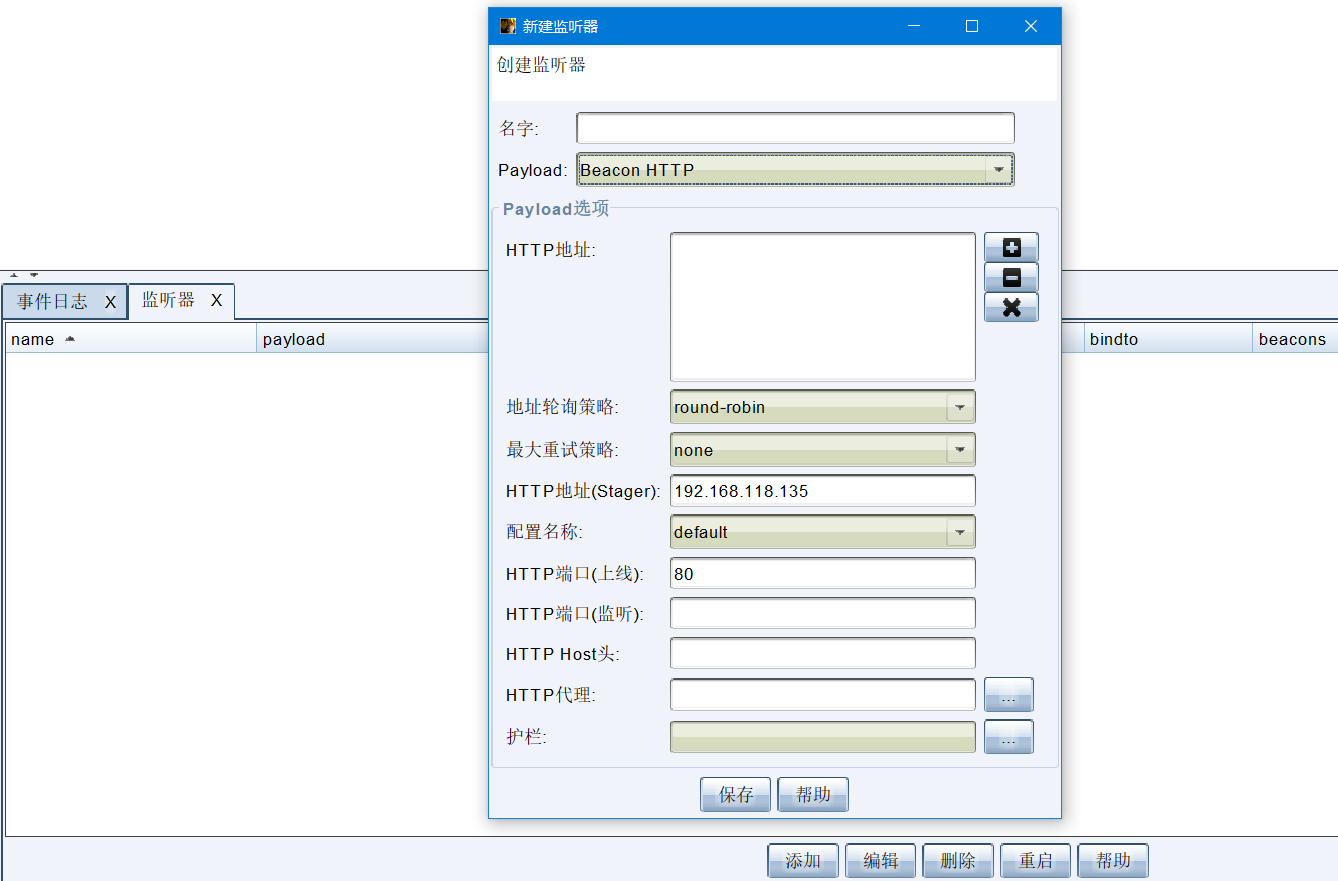 新建监听器
创建监听器
名字:
Payload: Beacon HTTP
Payload选项
HTTP地址:
地址轮询策略: round-robin
最大重试策略: none
HTTP地址(Stager): 192.168.118.135
配置名称: default
HTTP端口(上线): 80
HTTP端口(监听):
HTTP Host头:
HTTP代理: ...
护栏: ...
保存 帮助
事件日志 X 监听器 X
name payload bindto beacons
添加 编辑 删除 重启 帮助